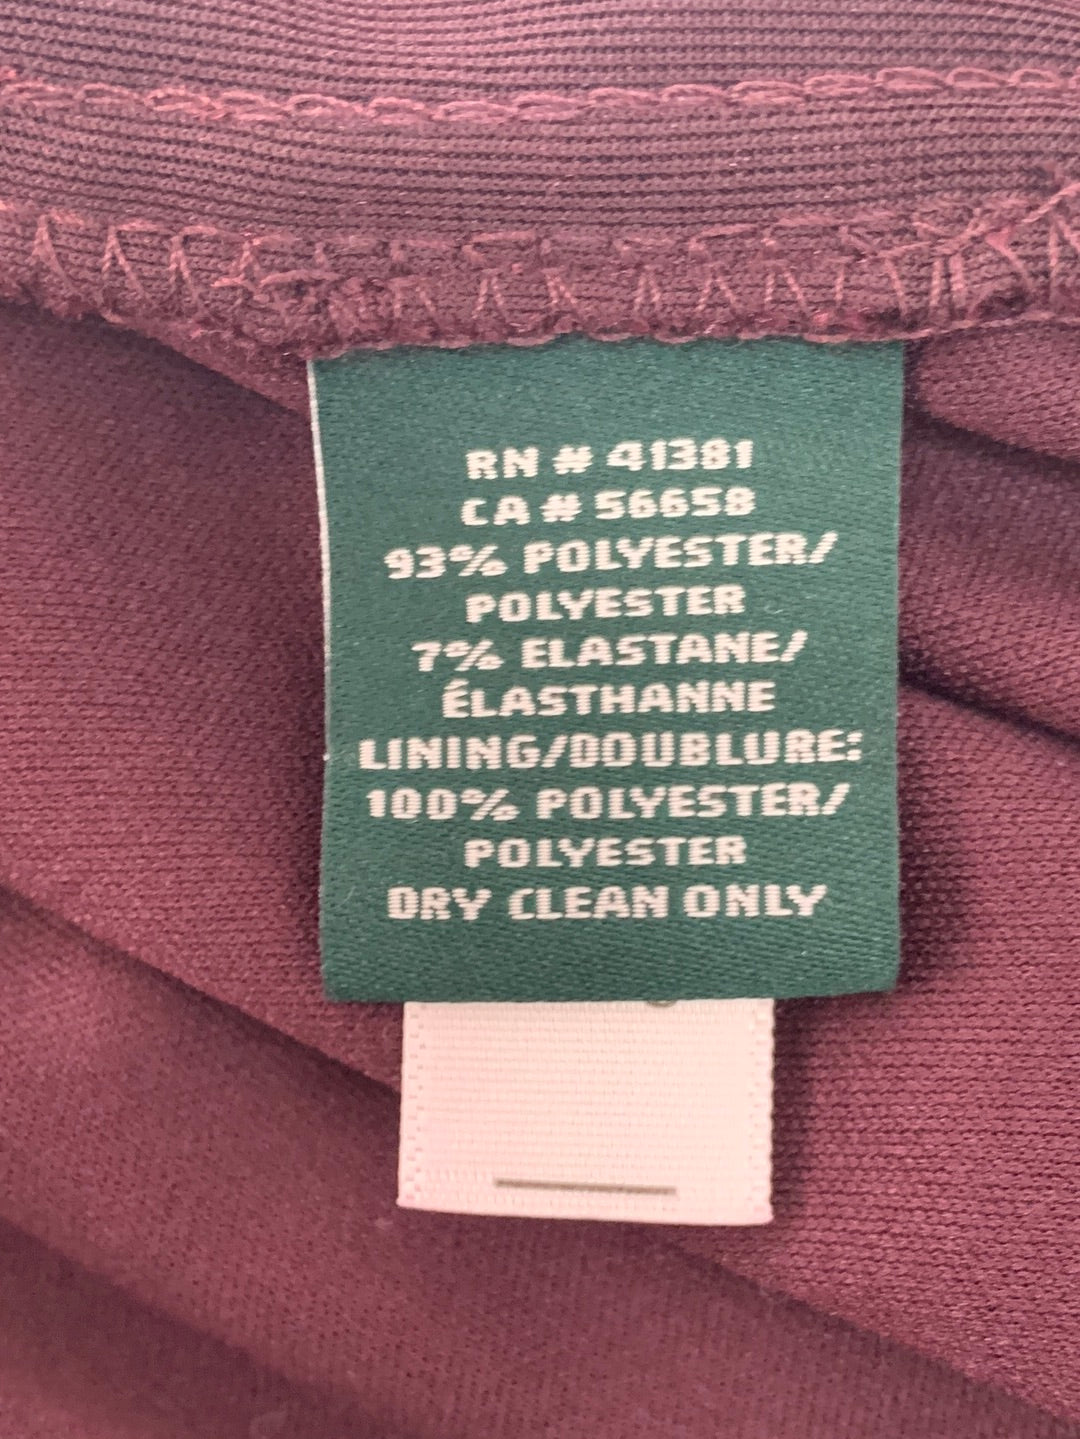 RN # 41381
CA # 56658
93% POLYESTER/
POLYESTER
7% ELASTANE/
ÉLASTHANNE
LINING/DOUBLURE:
100% POLYESTER/
POLYESTER
DRY CLEAN ONLY